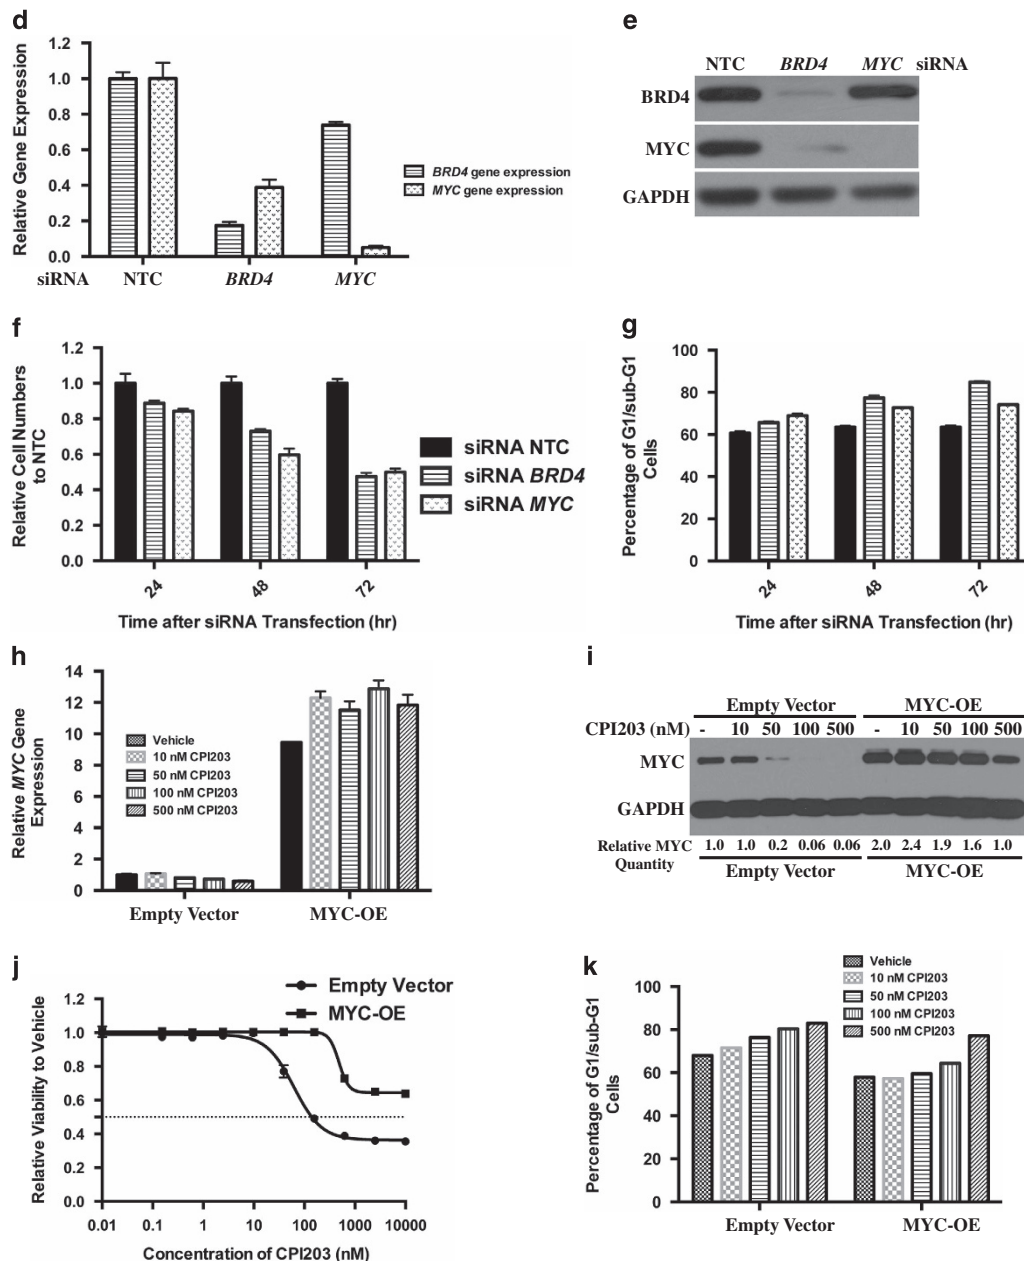 d
Relative Gene Expression
1.2
1.0
0.8
0.6
0.4
0.2
0.0
BRD4 gene expression
MYC gene expression
siRNA NTC BRD4 MYC
e
NTC BRD4 MYC siRNA
BRD4
MYC
GAPDH
f
Relative Cell Numbers
to NTC
1.2
1.0
0.8
0.6
0.4
0.2
0.0
24 48 72
Time after siRNA Transfection (hr)
siRNA NTC
siRNA BRD4
siRNA MYC
g
Percentage of G1/sub-G1
Cells
100
80
60
40
20
0
24 48 72
Time after siRNA Transfection (hr)
h
Relative MYC Gene
Expression
14
12
10
8
6
4
2
0
Vehicle
10 nM CPI203
50 nM CPI203
100 nM CPI203
500 nM CPI203
Empty Vector MYC-OE
i
Empty Vector MYC-OE
CPI203 (nM) - 10 50 100 500 - 10 50 100 500
MYC
GAPDH
Relative MYC
Quantity
1.0 1.0 0.2 0.06 0.06 2.0 2.4 1.9 1.6 1.0
Empty Vector MYC-OE
j
Empty Vector
MYC-OE
Relative Viability to Vehicle
1.2
1.0
0.8
0.6
0.4
0.2
0.0
0.01 0.1 1 10 100 1000 10000
Concentration of CPI203 (nM)
k
Vehicle
10 nM CPI203
50 nM CPI203
100 nM CPI203
500 nM CPI203
Percentage of G1/sub-G1
Cells
100
80
60
40
20
0
Empty Vector MYC-OE